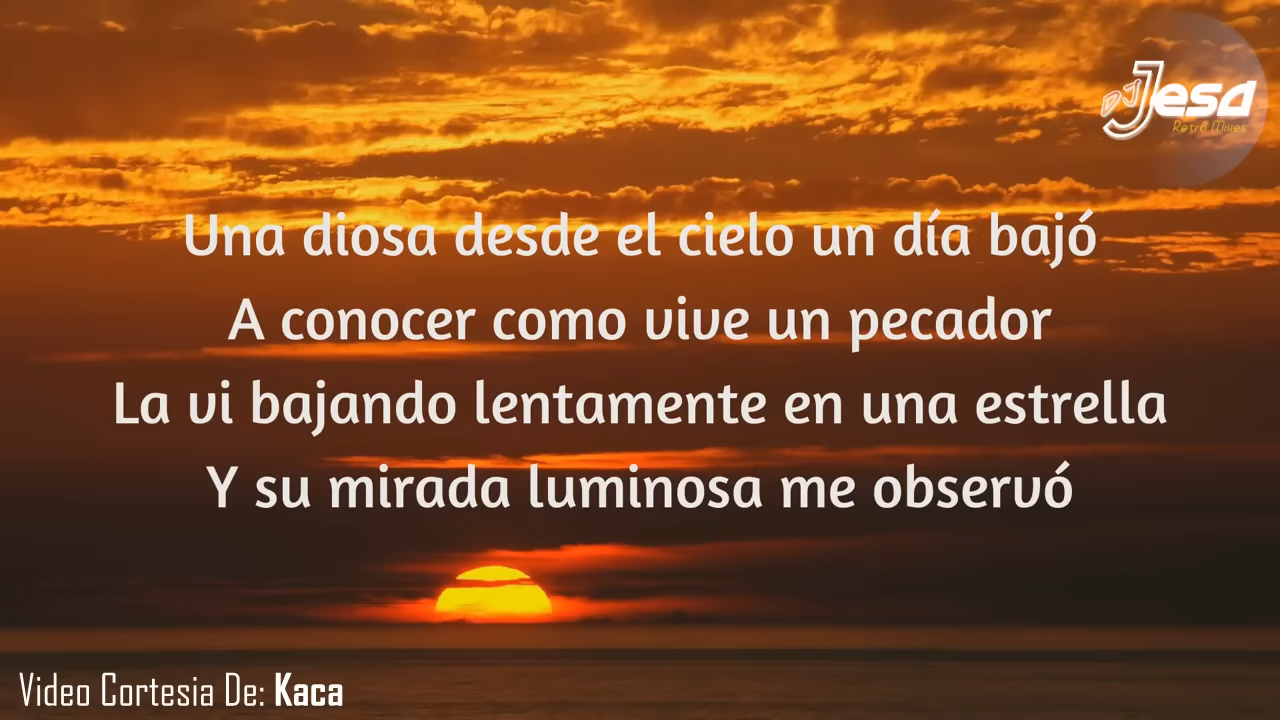 DJ Jesa
Retro Mixes
Una diosa desde el cielo un día bajó
A conocer como vive un pecador
La vi bajando lentamente en una estrella
Y su mirada luminosa me observó
Video Cortesia De: Kaca